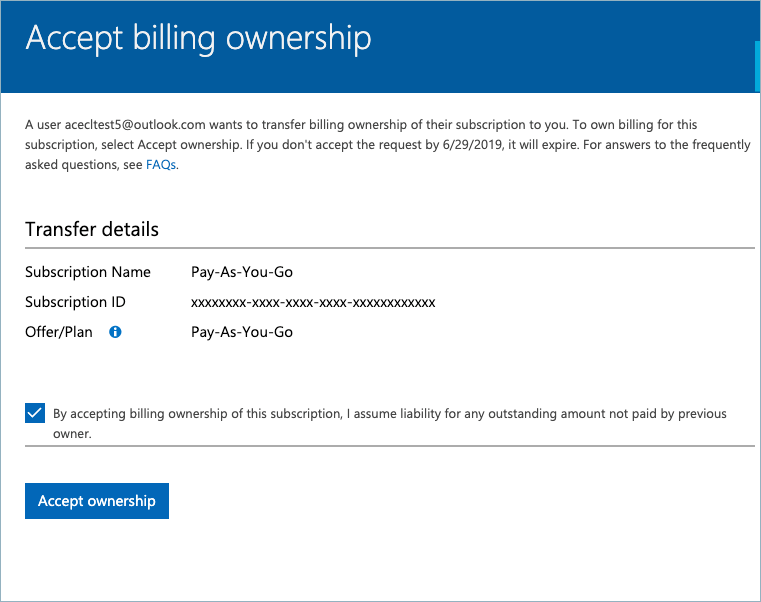 Accept billing ownership
A user acecltest5@outlook.com wants to transfer billing ownership of their subscription to you. To own billing for this
subscription, select Accept ownership. If you don't accept the request by 6/29/2019, it will expire. For answers to the frequently
asked questions, see FAQs.
Transfer details
Subscription Name Pay-As-You-Go
Subscription ID xxxxxxxx-xxxx-xxxx-xxxx-xxxxxxxxxxxx
Offer/Plan Pay-As-You-Go
By accepting billing ownership of this subscription, I assume liability for any outstanding amount not paid by previous
owner.
Accept ownership